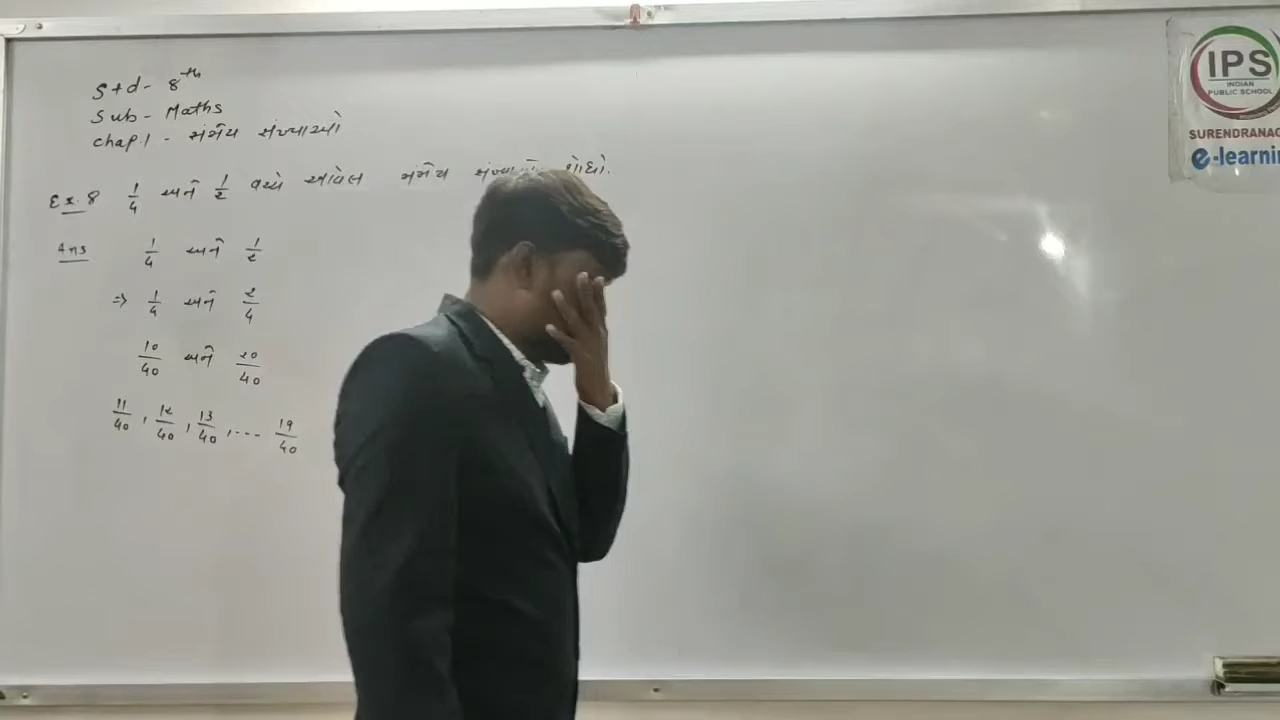 Std - 8th
Sub - Maths
Chap.1 - સંમેય સંખ્યાઓ
Ex. 8 1/4 અને 1/2 વચ્ચે આવેલ સંમેય શોધો.
Ans 1/4 અને 1/2
⇒ 1/4 અને 2/4
10/40 અને 20/40
11/40, 12/40, 13/40, .... 19/40
IPS
INDIAN
PUBLIC SCHOOL
SURENDRANAG
e-learnin